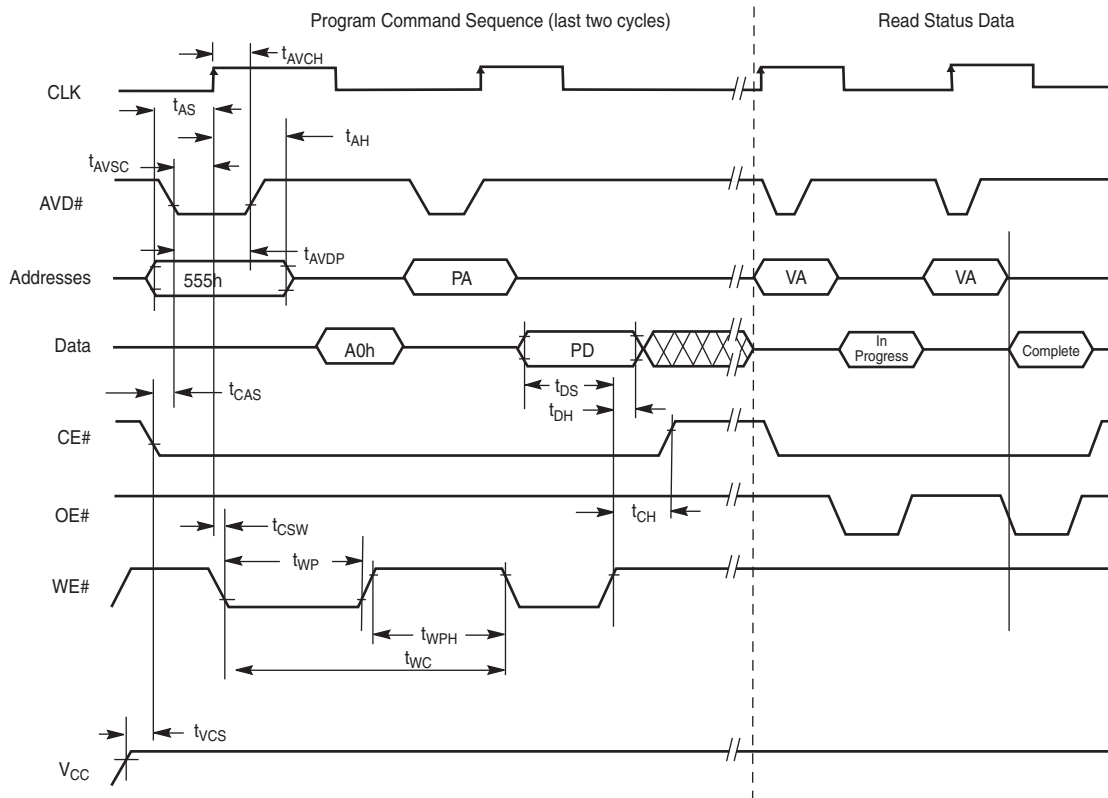 Program Command Sequence (last two cycles) Read Status Data
tAVCH
CLK
tAS
tAH
tAVSC
AVD#
tAVDP
Addresses 555h PA VA VA
Data A0h PD In Progress Complete
tDS
tCAS
tDH
CE#
tCH
OE#
tCSW
tWP
WE#
tWPH
tWC
tVCS
VCC